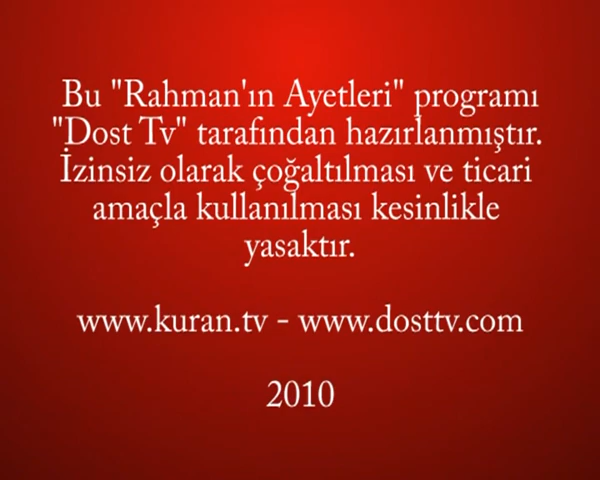 Bu "Rahman'ın Ayetleri" programı
"Dost Tv" tarafından hazırlanmıştır.
İzinsiz olarak çoğaltılması ve ticari
amaçla kullanılması kesinlikle
yasaktır.
www.kuran.tv - www.dosttv.com
2010